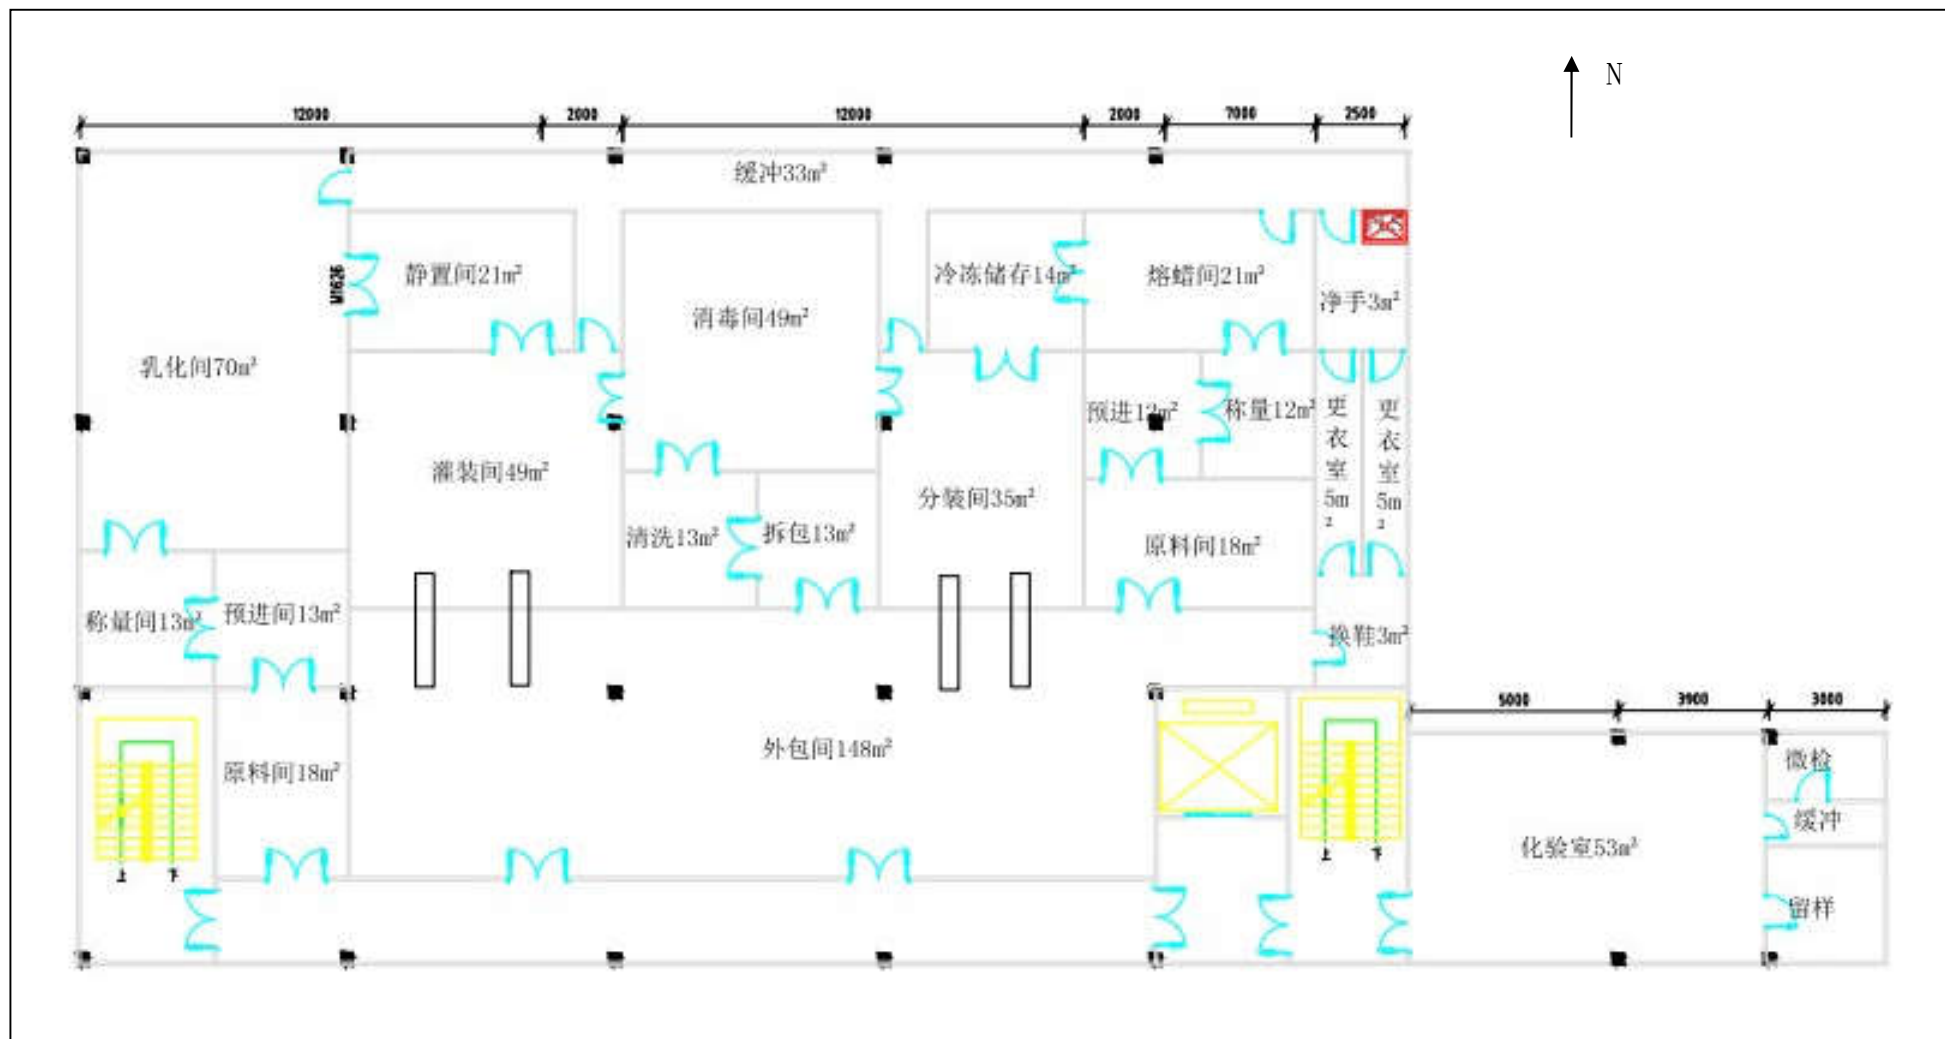 N
12000
2000
12000
2000
7000
2500
缓冲33m²
M1626
静置间21m²
冷冻储存14m²
熔蜡间21m²
净手3m²
消毒间49m²
乳化间70m²
预进12m²
称量12m²
更
衣
室
5m
²
更
衣
室
5m
²
灌装间49m²
分装间35m²
清洗13m²
拆包13m²
原料间18m²
称量间13m²
预进间13m²
换鞋3m²
5000
3900
3000
外包间148m²
原料间18m²
微检
缓冲
化验室53m²
留样
上
下
上
下